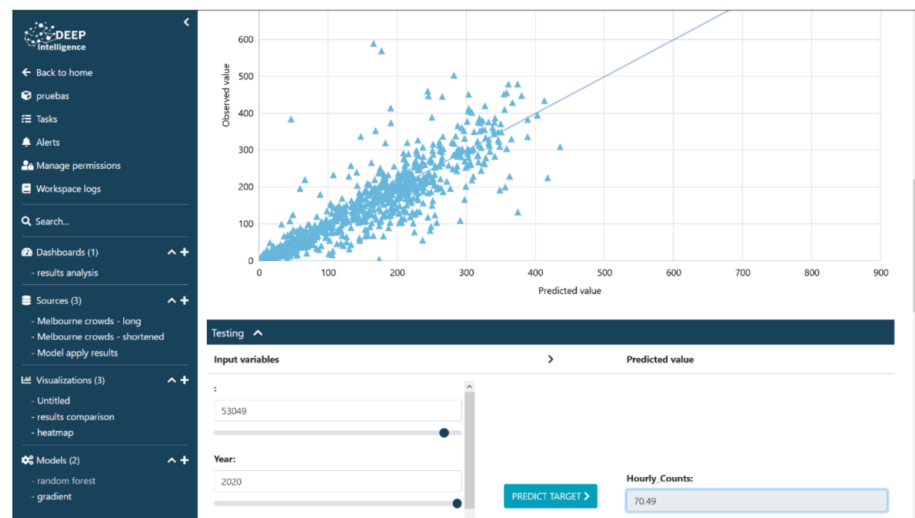 DEEP
Intelligence
Back to home
pruebas
Tasks
Alerts
Manage permissions
Workspace logs
Search...
Dashboards (1)
- results analysis
Sources (3)
- Melbourne crowds - long
- Melbourne crowds - shortened
- Model apply results
Visualizations (3)
- Untitled
- results comparison
- heatmap
Models (2)
- random forest
- gradient
Observed value
600
500
400
300
200
100
0
0 100 200 300 400 500 600 700 800 900
Predicted value
Testing
Input variables > Predicted value
:
53049
Year:
2020
PREDICT TARGET >
Hourly_Counts:
70.49